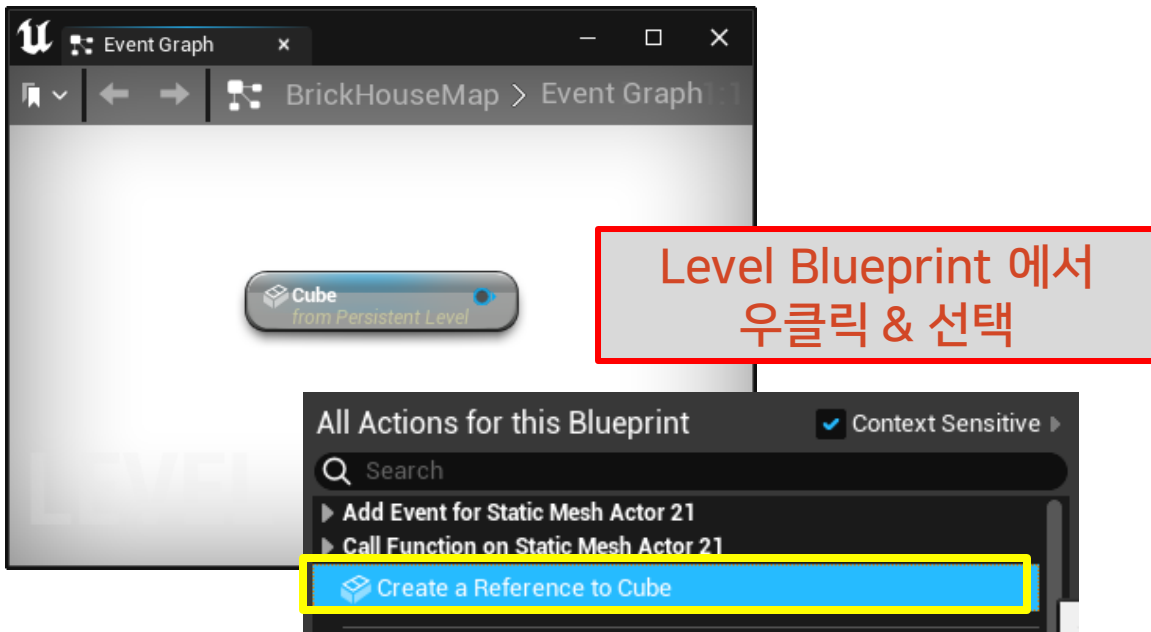 Event Graph
BrickHouseMap > Event Graph
Cube
from Persistent Level
Level Blueprint 에서
우클릭 & 선택
LEVEL
All Actions for this Blueprint
Context Sensitive
Search
Add Event for Static Mesh Actor 21
Call Function on Static Mesh Actor 21
Create a Reference to Cube